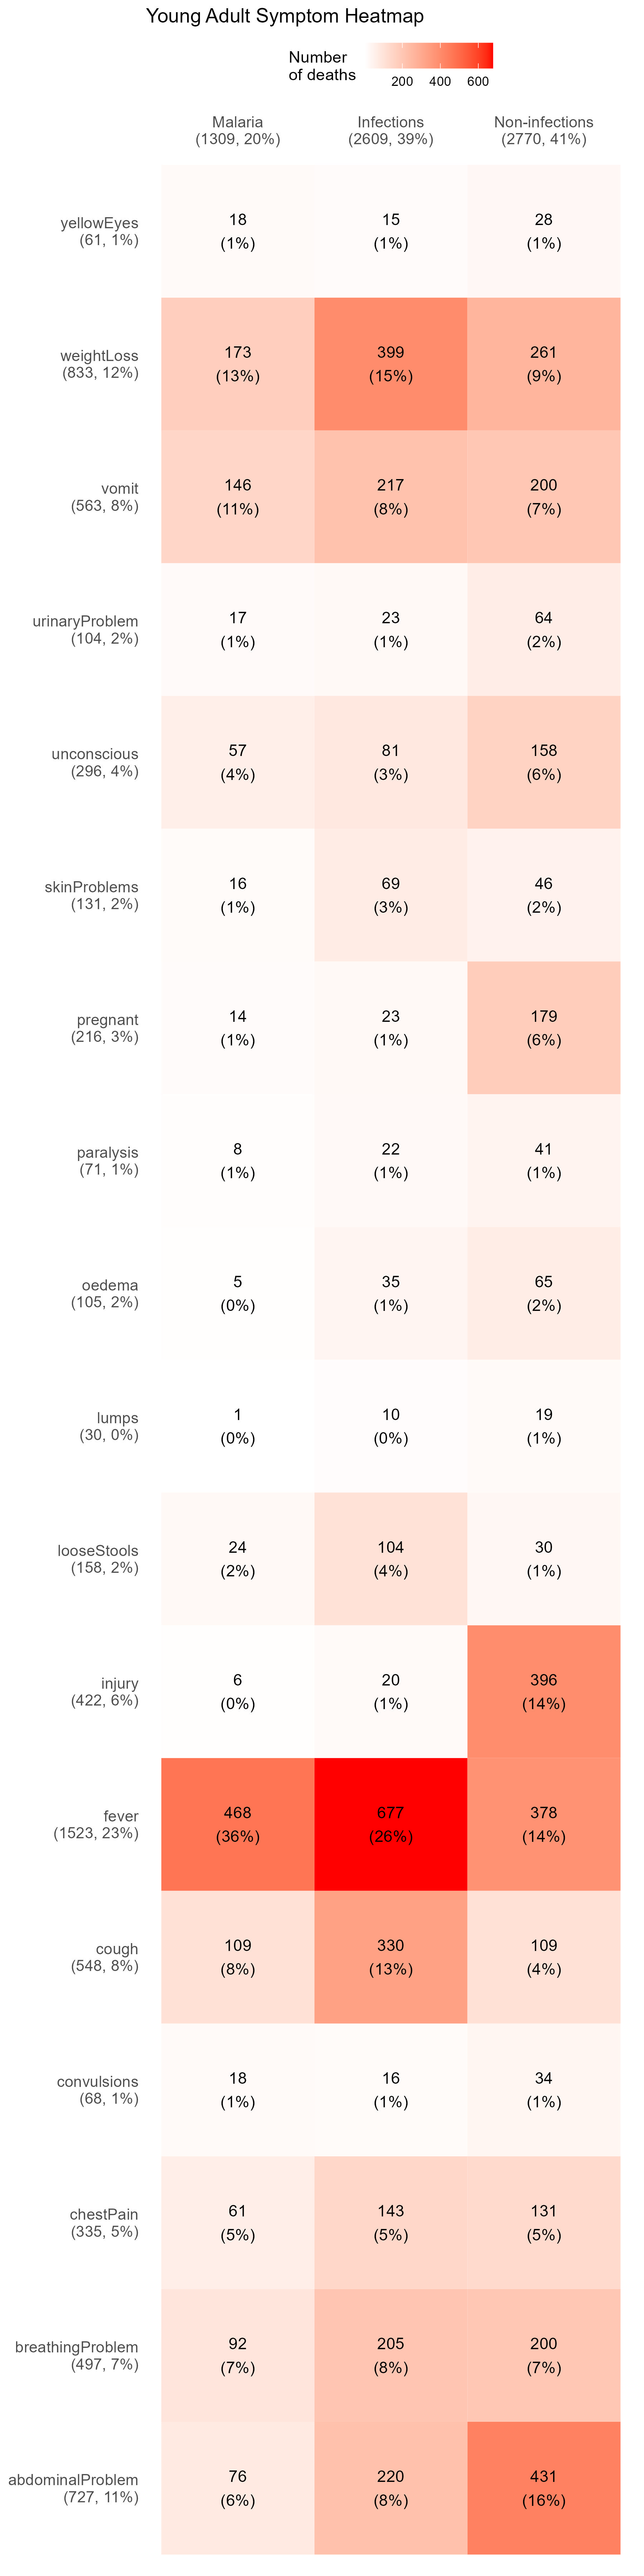 Young Adult Symptom Heatmap
Number
of deaths
200 400 600
Malaria Infections Non-infections
(1309, 20%) (2609, 39%) (2770, 41%)
yellowEyes 18 15 28
(61, 1%) (1%) (1%) (1%)
weightLoss 173 399 261
(833, 12%) (13%) (15%) (9%)
vomit 146 217 200
(563, 8%) (11%) (8%) (7%)
urinaryProblem 17 23 64
(104, 2%) (1%) (1%) (2%)
unconscious 57 81 158
(296, 4%) (4%) (3%) (6%)
skinProblems 16 69 46
(131, 2%) (1%) (3%) (2%)
pregnant 14 23 179
(216, 3%) (1%) (1%) (6%)
paralysis 8 22 41
(71, 1%) (1%) (1%) (1%)
oedema 5 35 65
(105, 2%) (0%) (1%) (2%)
lumps 1 10 19
(30, 0%) (0%) (0%) (1%)
looseStools 24 104 30
(158, 2%) (2%) (4%) (1%)
injury 6 20 396
(422, 6%) (0%) (1%) (14%)
fever 468 677 378
(1523, 23%) (36%) (26%) (14%)
cough 109 330 109
(548, 8%) (8%) (13%) (4%)
convulsions 18 16 34
(68, 1%) (1%) (1%) (1%)
chestPain 61 143 131
(335, 5%) (5%) (5%) (5%)
breathingProblem 92 205 200
(497, 7%) (7%) (8%) (7%)
abdominalProblem 76 220 431
(727, 11%) (6%) (8%) (16%)